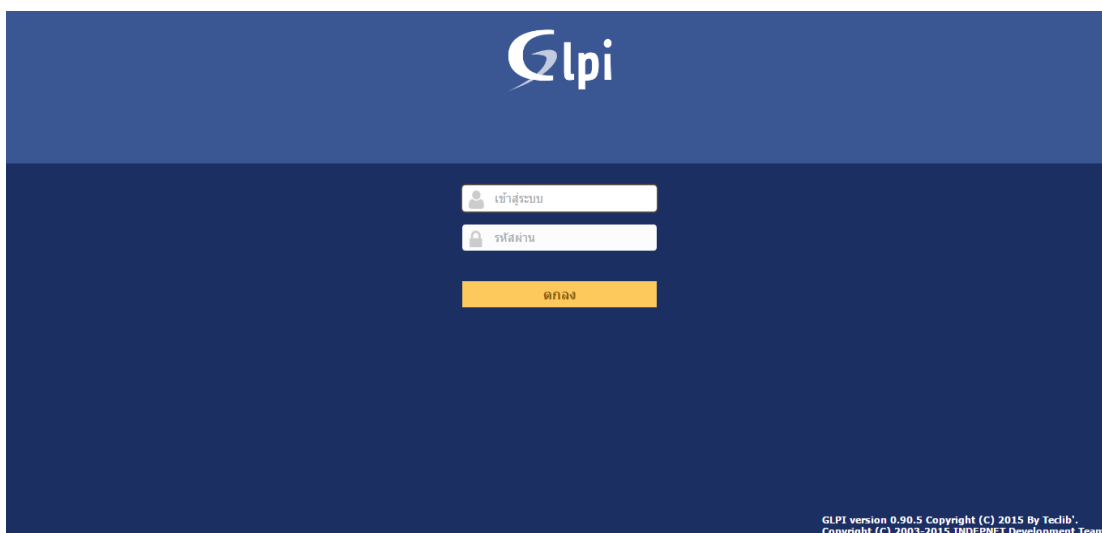 Glpi
เข้าสู่ระบบ
รหัสผ่าน
ตกลง
GLPI version 0.90.5 Copyright (C) 2015 By Teclib'.
Copyright (C) 2003-2015 INDEPNET Development Team